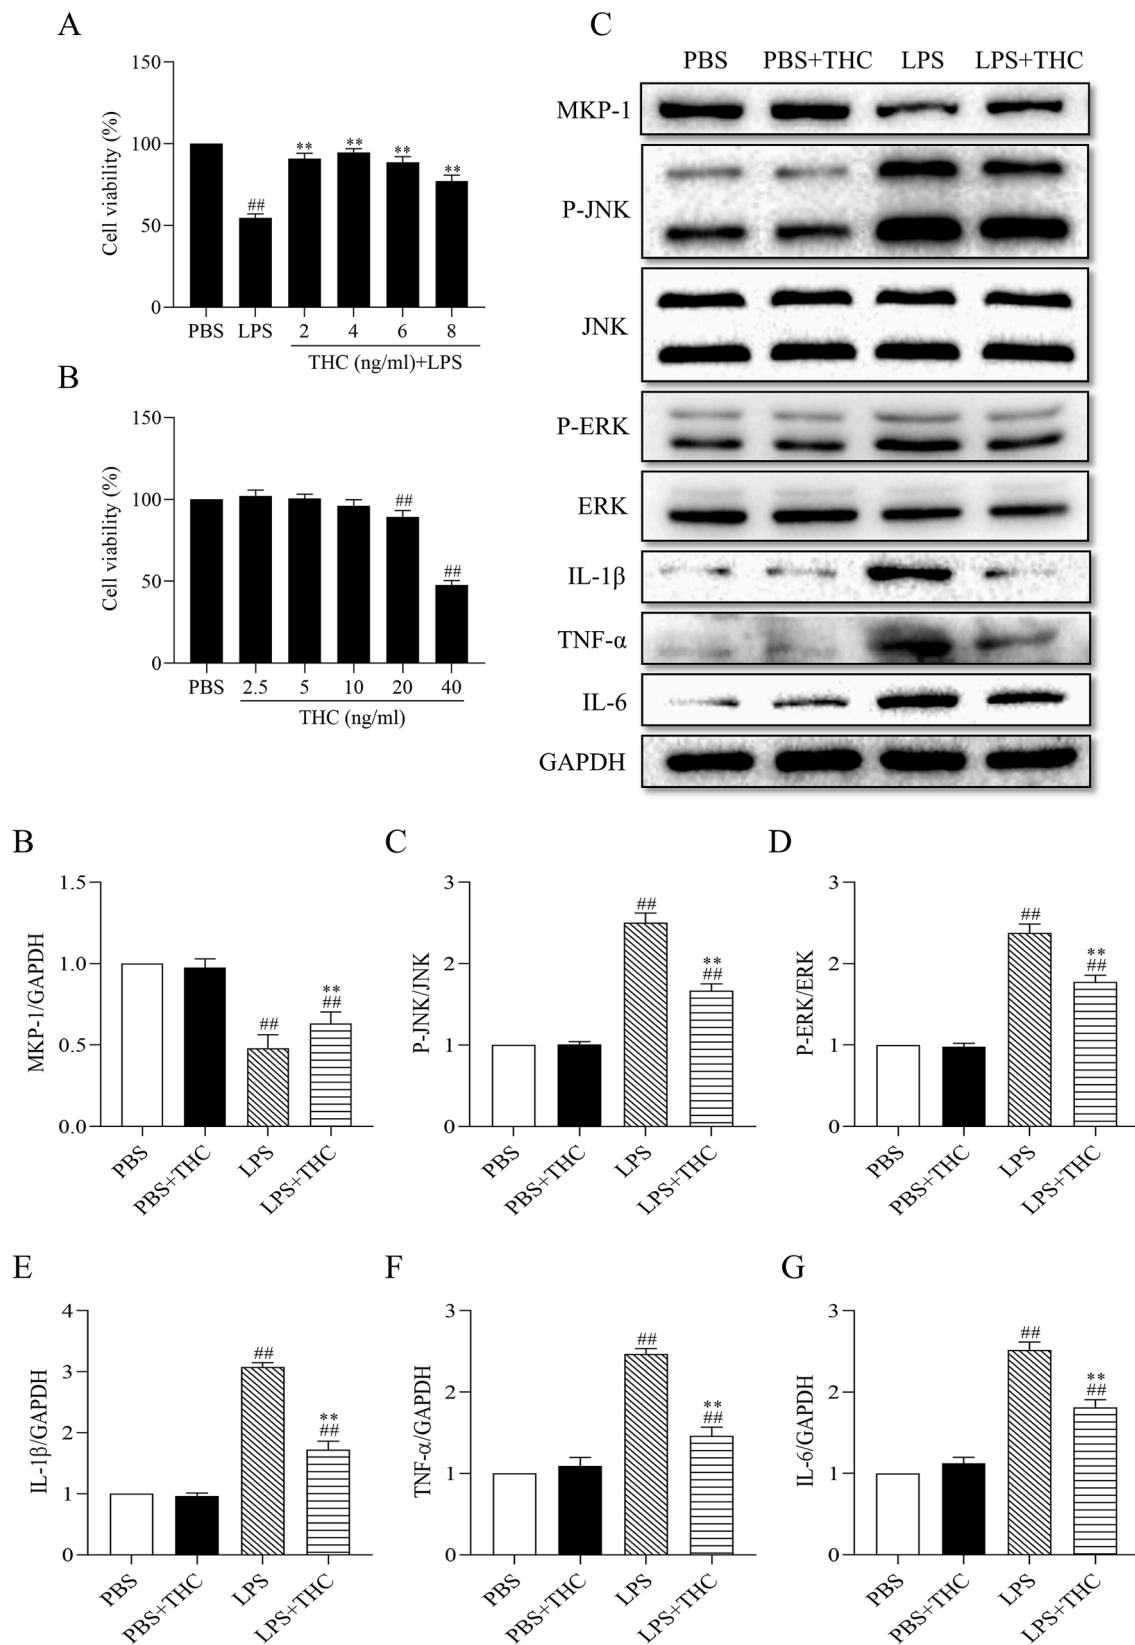 A
Cell viability (%)
150
100
50
0
##
**
**
**
**
PBS
LPS
2
4
6
8
THC (ng/ml)+LPS
B
Cell viability (%)
150
100
50
0
##
##
PBS
2.5
5
10
20
40
THC (ng/ml)
C
PBS
PBS+THC
LPS
LPS+THC
MKP-1
P-JNK
JNK
P-ERK
ERK
IL-1β
TNF-α
IL-6
GAPDH
B
MKP-1/GAPDH
1.5
1.0
0.5
0.0
##
**
##
PBS
PBS+THC
LPS
LPS+THC
C
P-JNK/JNK
3
2
1
0
##
**
##
PBS
PBS+THC
LPS
LPS+THC
D
P-ERK/ERK
3
2
1
0
##
**
##
PBS
PBS+THC
LPS
LPS+THC
E
IL-1β/GAPDH
4
3
2
1
0
##
**
##
PBS
PBS+THC
LPS
LPS+THC
F
TNF-α/GAPDH
3
2
1
0
##
**
##
PBS
PBS+THC
LPS
LPS+THC
G
IL-6/GAPDH
3
2
1
0
##
**
##
PBS
PBS+THC
LPS
LPS+THC